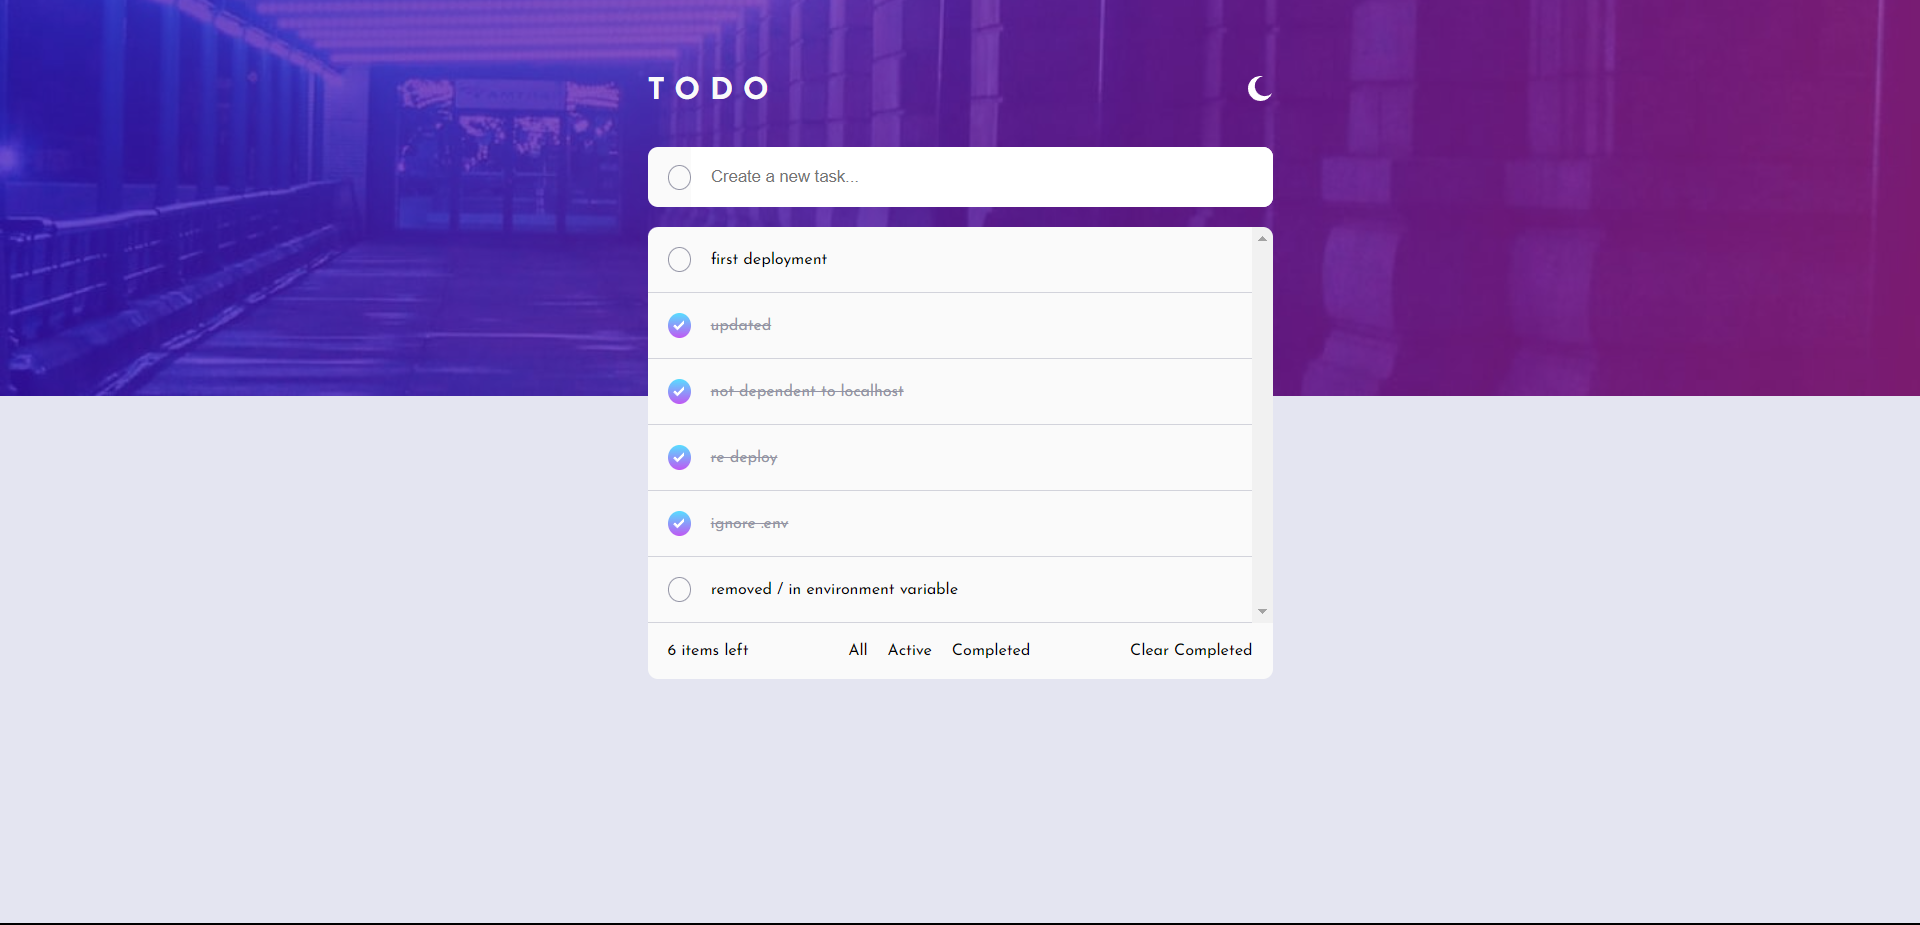 TODO
Create a new task...
first deployment
updated
not dependent to localhost
re deploy
ignore .env
removed / in environment variable
6 items left All Active Completed Clear Completed